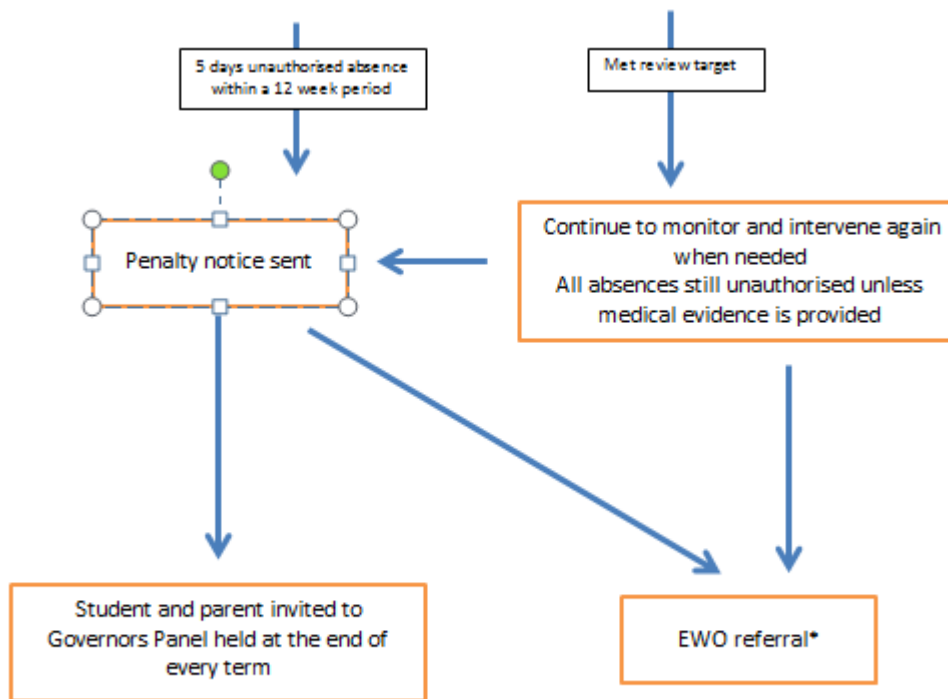 5 days unauthorised absence
within a 12 week period
Met review target
Penalty notice sent
Continue to monitor and intervene again
when needed
All absences still unauthorised unless
medical evidence is provided
Student and parent invited to
Governors Panel held at the end of
every term
EWO referral*